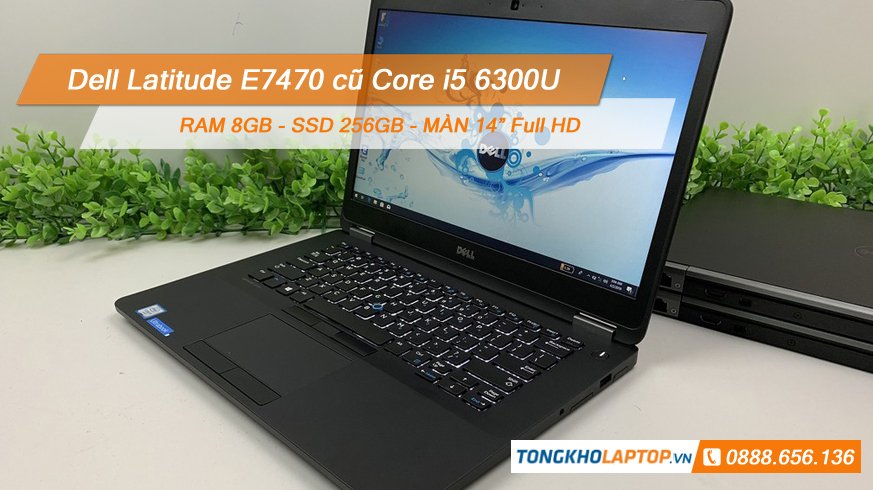 Dell Latitude E7470 cũ Core i5 6300U
RAM 8GB - SSD 256GB - MÀN 14” Full HD
DELL
DELL
TONGKHOLAPTOP.VN
0888.656.136